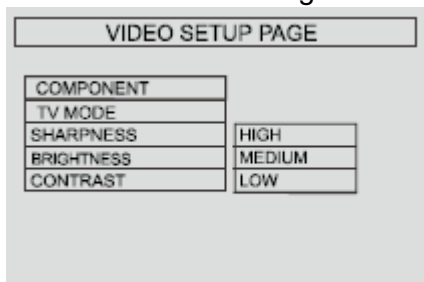 VIDEO SETUP PAGE
COMPONENT
TV MODE
SHARPNESS HIGH
BRIGHTNESS MEDIUM
CONTRAST LOW